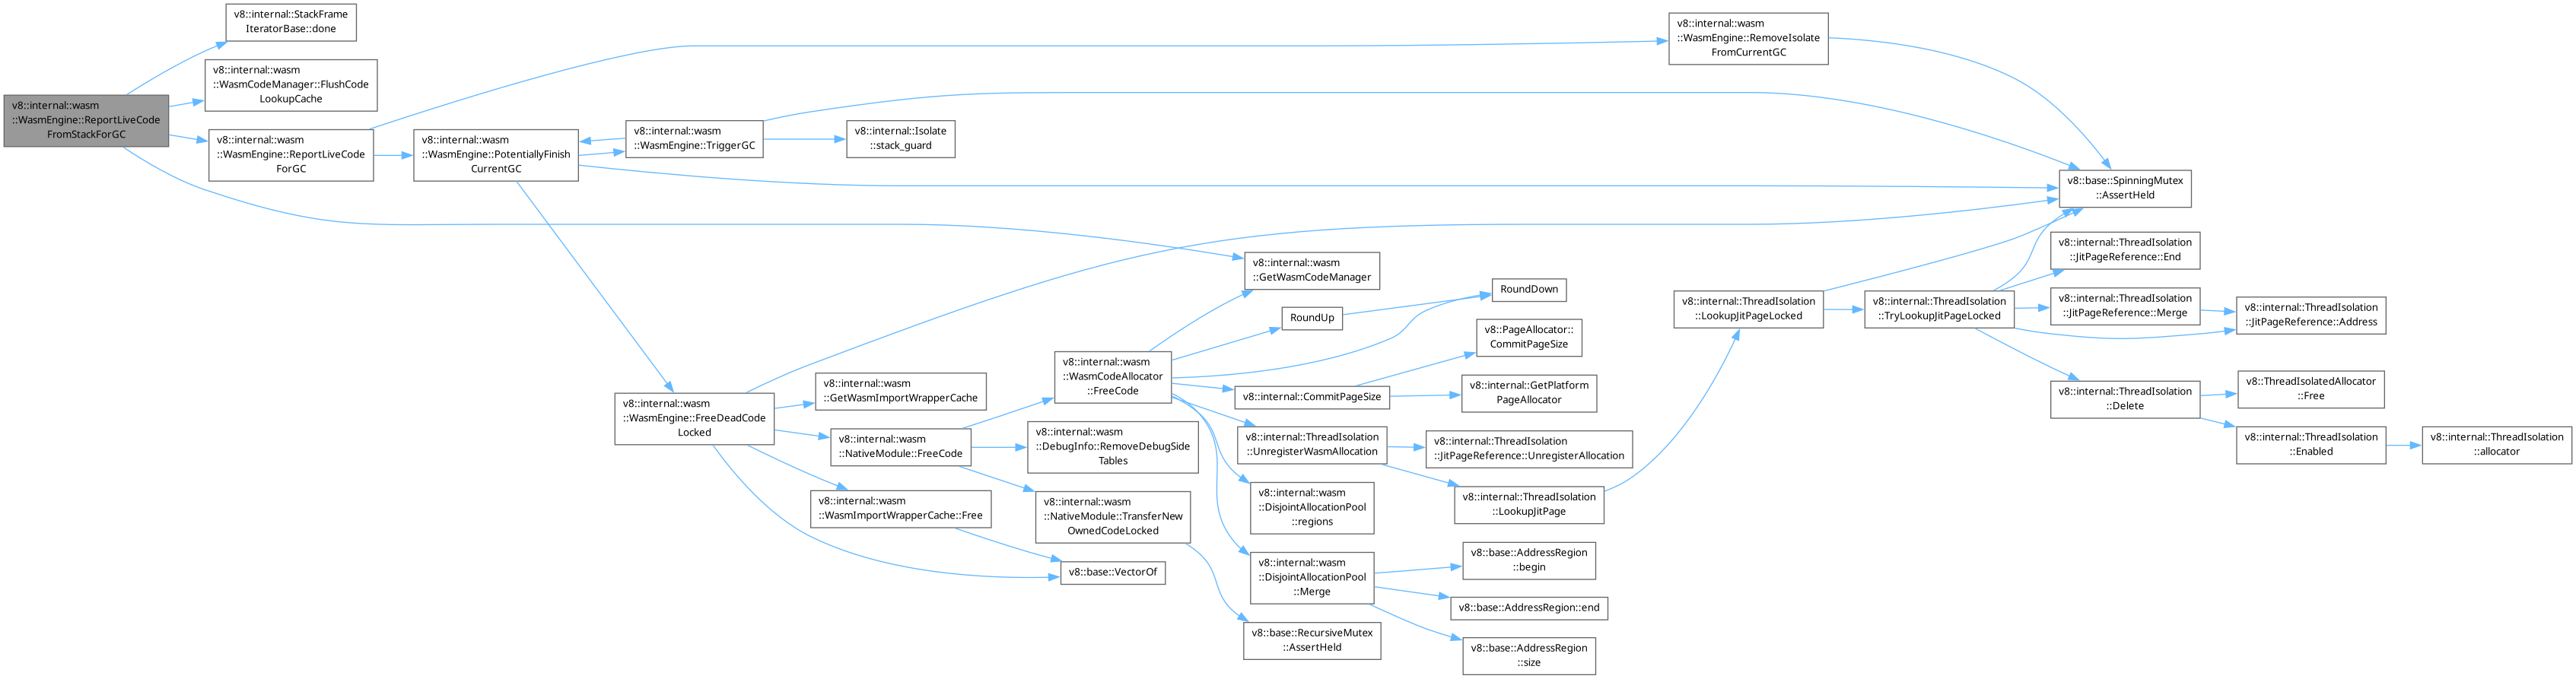 v8::internal::StackFrame
IteratorBase::done
v8::internal::wasm
::WasmCodeManager::FlushCode
LookupCache
v8::internal::wasm
::WasmEngine::ReportLiveCode
FromStackForGC
v8::internal::wasm
::WasmEngine::ReportLiveCode
ForGC
v8::internal::wasm
::WasmEngine::PotentiallyFinish
CurrentGC
v8::internal::wasm
::WasmEngine::TriggerGC
v8::internal::Isolate
::stack_guard
v8::internal::wasm
::WasmEngine::RemoveIsolate
FromCurrentGC
v8::base::SpinningMutex
::AssertHeld
v8::internal::wasm
::GetWasmCodeManager
RoundDown
RoundUp
v8::PageAllocator::
CommitPageSize
v8::internal::wasm
::WasmCodeAllocator
::FreeCode
v8::internal::CommitPageSize
v8::internal::GetPlatform
PageAllocator
v8::internal::wasm
::WasmEngine::FreeDeadCode
Locked
v8::internal::wasm
::GetWasmImportWrapperCache
v8::internal::wasm
::NativeModule::FreeCode
v8::internal::wasm
::DebugInfo::RemoveDebugSide
Tables
v8::internal::ThreadIsolation
::UnregisterWasmAllocation
v8::internal::ThreadIsolation
::JitPageReference::UnregisterAllocation
v8::internal::wasm
::WasmImportWrapperCache::Free
v8::internal::wasm
::NativeModule::TransferNew
OwnedCodeLocked
v8::internal::wasm
::DisjointAllocationPool
::regions
v8::internal::ThreadIsolation
::LookupJitPage
v8::base::VectorOf
v8::internal::wasm
::DisjointAllocationPool
::Merge
v8::base::AddressRegion
::begin
v8::base::AddressRegion::end
v8::base::RecursiveMutex
::AssertHeld
v8::base::AddressRegion
::size
v8::internal::ThreadIsolation
::LookupJitPageLocked
v8::internal::ThreadIsolation
::TryLookupJitPageLocked
v8::internal::ThreadIsolation
::JitPageReference::End
v8::internal::ThreadIsolation
::JitPageReference::Merge
v8::internal::ThreadIsolation
::JitPageReference::Address
v8::internal::ThreadIsolation
::Delete
v8::ThreadIsolatedAllocator
::Free
v8::internal::ThreadIsolation
::Enabled
v8::internal::ThreadIsolation
::allocator